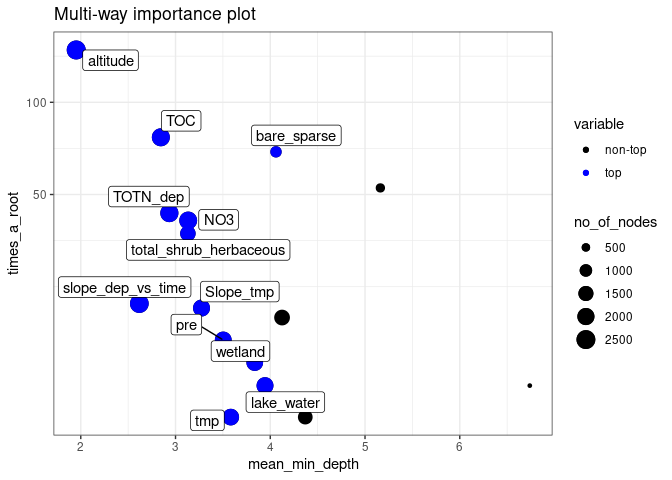 Multi-way importance plot
altitude
TOC
bare_sparse
TOTN_dep
NO3
total_shrub_herbaceous
slope_dep_vs_time
Slope_tmp
pre
wetland
lake_water
tmp
100
50
times_a_root
2
3
4
5
6
mean_min_depth
variable
non-top
top
no_of_nodes
500
1000
1500
2000
2500